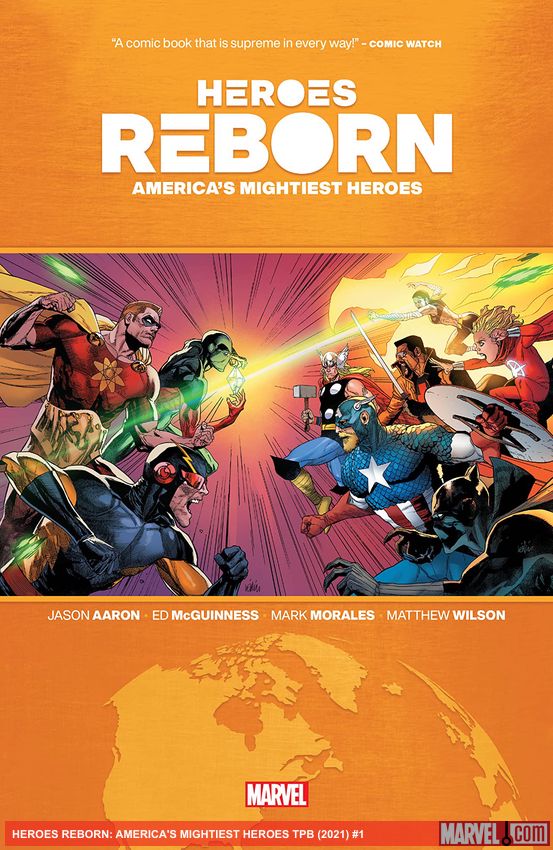 “A comic book that is supreme in every way!” – COMIC WATCH
HEROES
REBORN
AMERICA'S MIGHTIEST HEROES
JASON AARON • ED McGUINNESS • MARK MORALES • MATTHEW WILSON
MARVEL
HEROES REBORN: AMERICA'S MIGHTIEST HEROES TPB (2021) #1
MARVEL.com